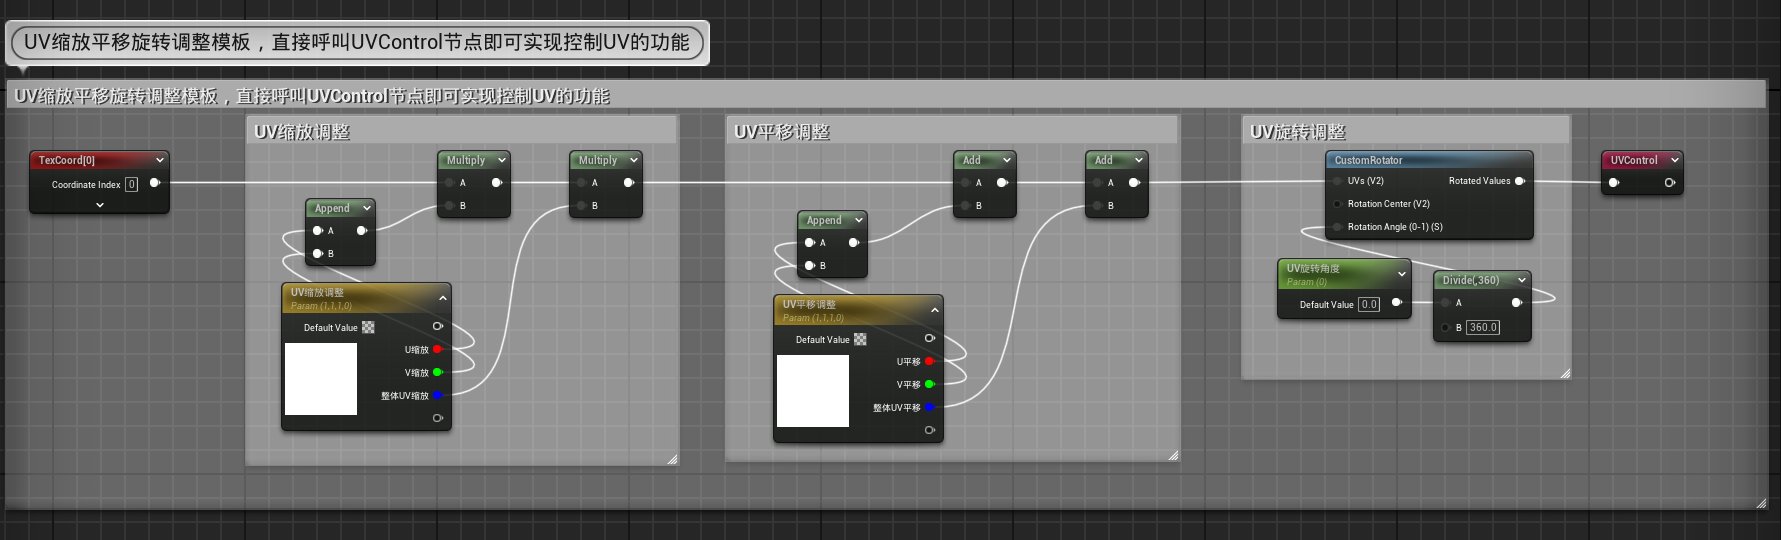 UV缩放平移旋转调整模板，直接呼叫UVControl节点即可实现控制UV的功能
UV缩放平移旋转调整模板，直接呼叫UVControl节点即可实现控制UV的功能
TexCoord[0]
Coordinate Index 0
UV缩放调整
Append
A
B
UV缩放调整
Param (1,1,1,0)
Default Value
U缩放
V缩放
整体UV缩放
Multiply
A
B
Multiply
A
B
UV平移调整
Append
A
B
UV平移调整
Param (1,1,1,0)
Default Value
U平移
V平移
整体UV平移
Add
A
B
Add
A
B
UV旋转调整
CustomRotator
UVs (V2) Rotated Values
Rotation Center (V2)
Rotation Angle (0-1) (S)
UV旋转角度
Param (0)
Default Value 0.0
Divide(,360)
A
B 360.0
UVControl